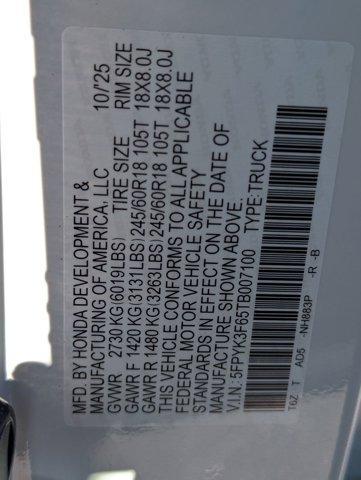 MFD. BY HONDA DEVELOPMENT &
MANUFACTURING OF AMERICA, LLC 10/25
GVWR 2730 KG(6019LBS) TIRE SIZE RIM SIZE
GAWR F 1420 KG(3131LBS) 245/60R18 105T 18X8.0J
GAWR R 1480 KG(3263LBS) 245/60R18 105T 18X8.0J
THIS VEHICLE CONFORMS TO ALL APPLICABLE
FEDERAL MOTOR VEHICLE SAFETY
STANDARDS IN EFFECT ON THE DATE OF
MANUFACTURE SHOWN ABOVE.
V.I.N.: 5FPYK3F65TB007100 TYPE:TRUCK
T6Z T AD5 -NH883P -R -B